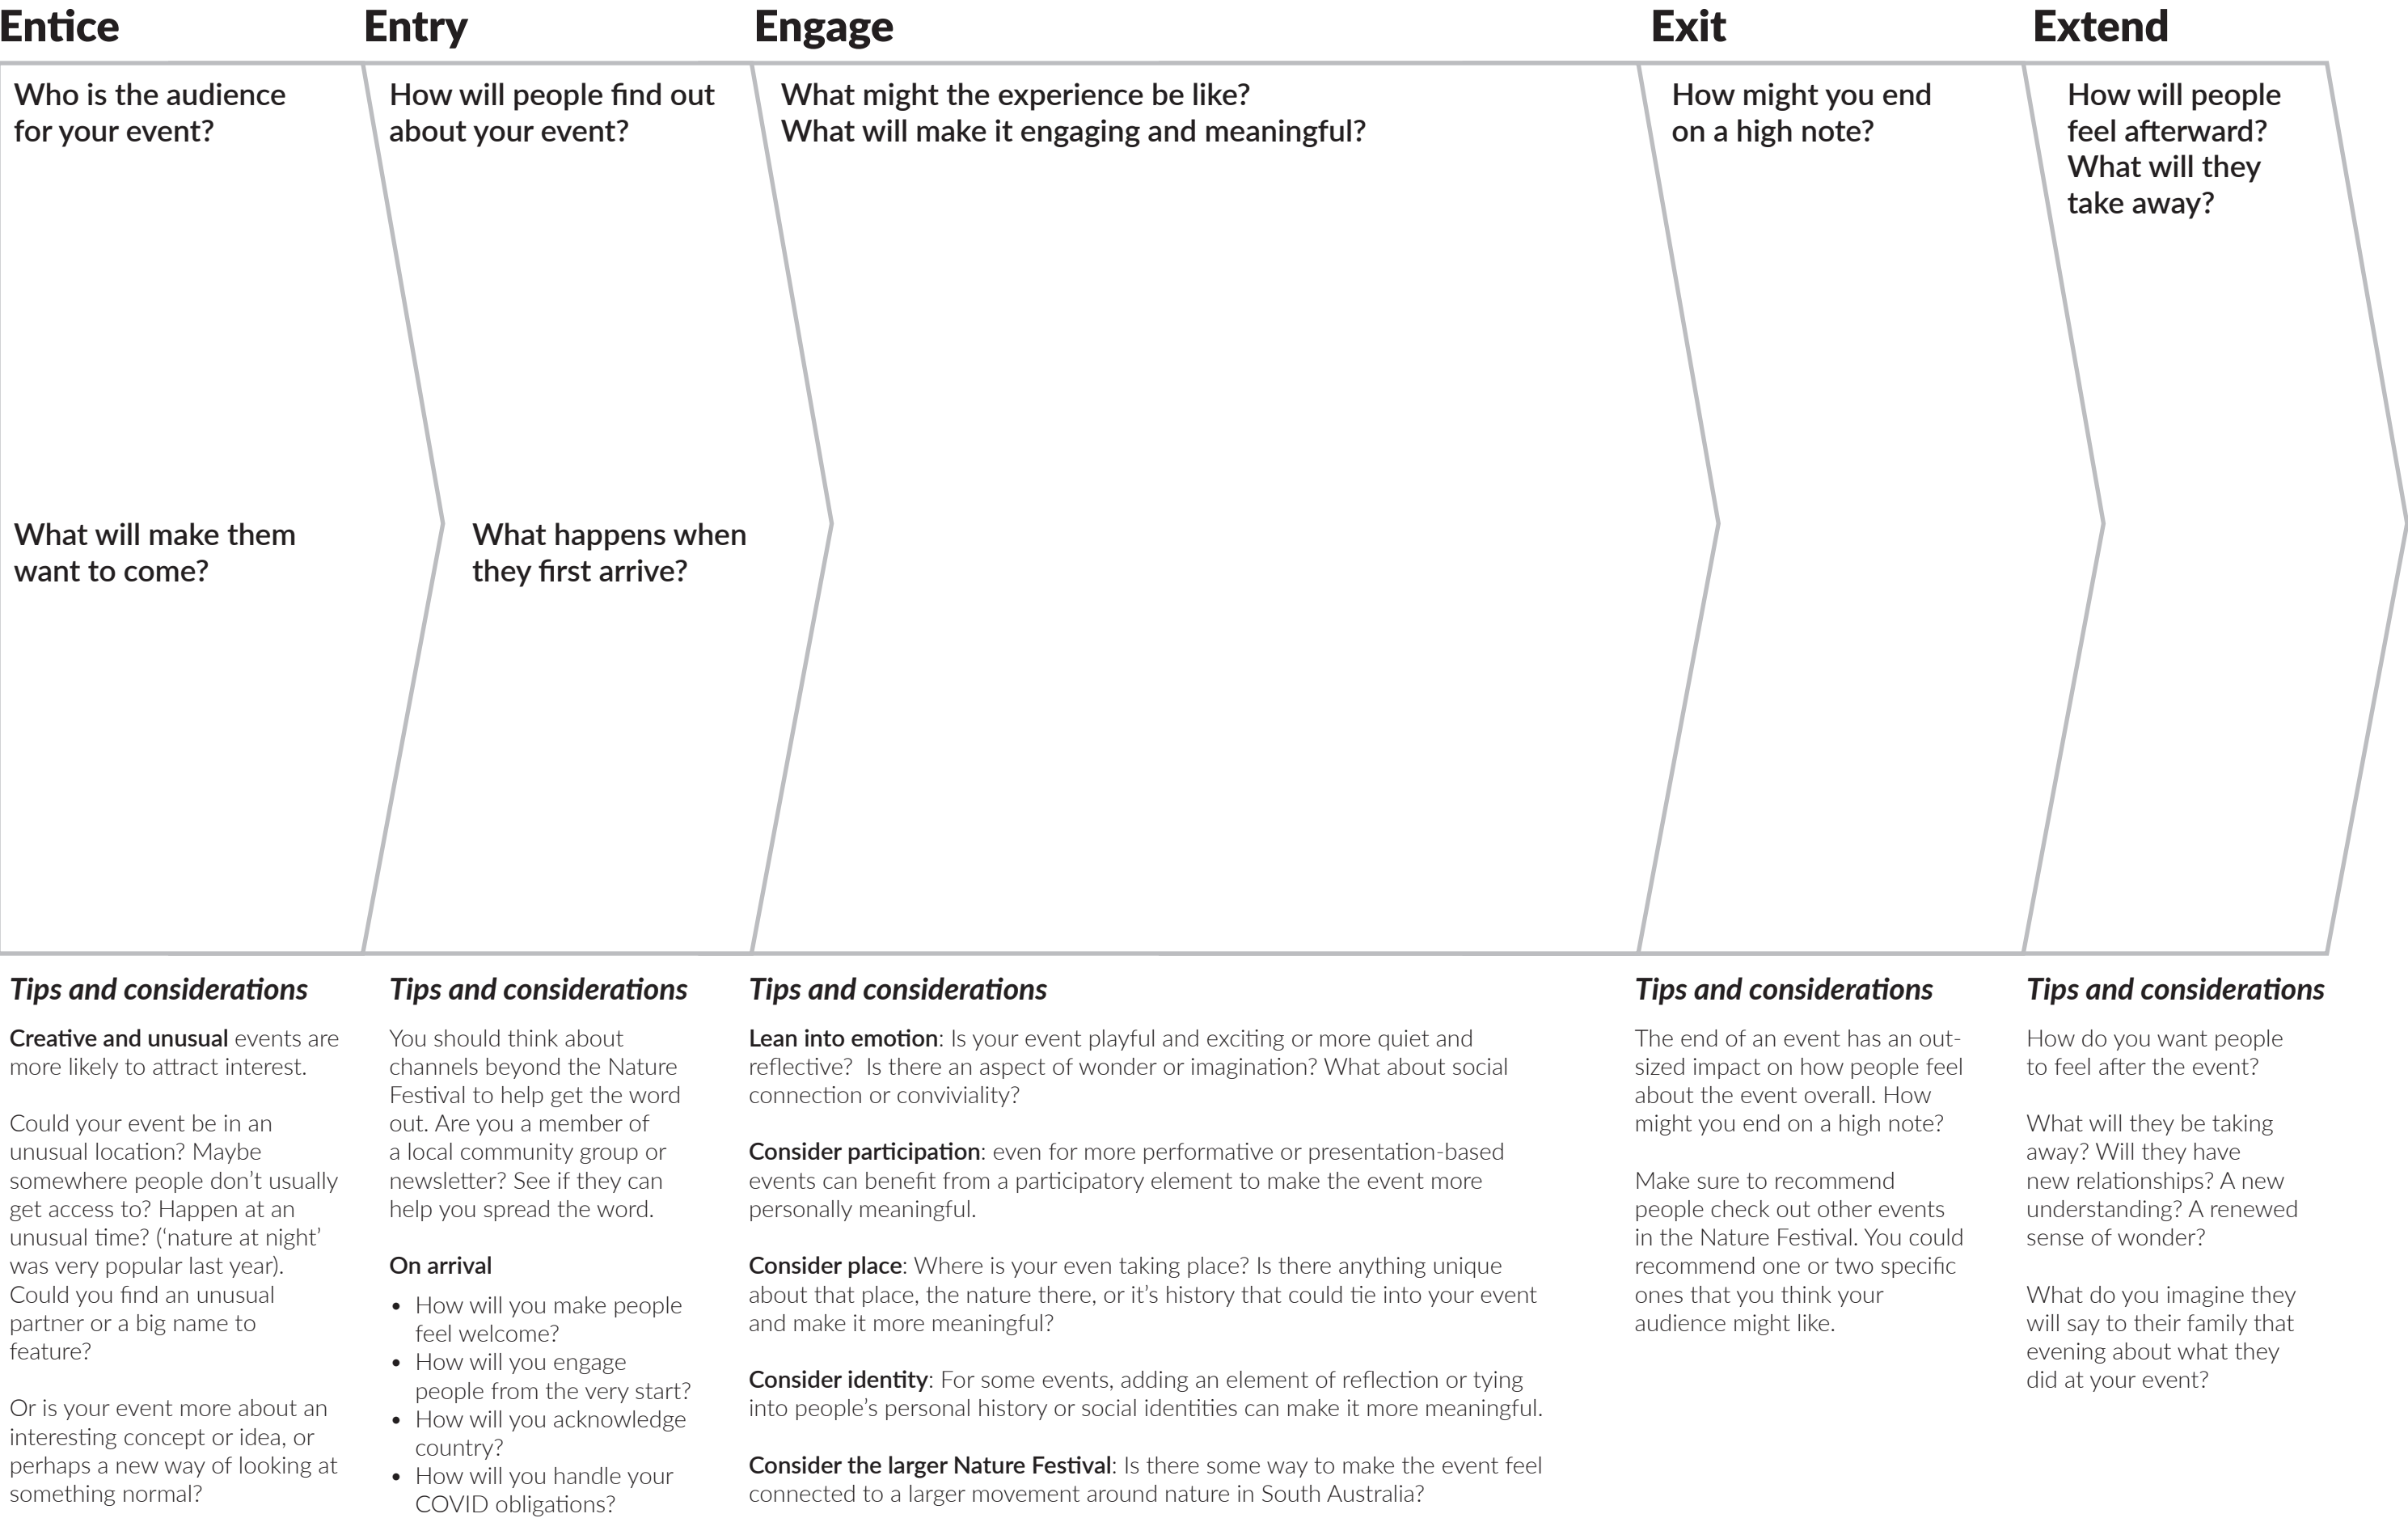 Entice
Entry
Engage
Exit
Extend
Who is the audience
for your event?
What will make them
want to come?
How will people find out
about your event?
What happens when
they first arrive?
What might the experience be like?
What will make it engaging and meaningful?
How might you end
on a high note?
How will people
feel afterward?
What will they
take away?
Tips and considerations
Creative and unusual events are
more likely to attract interest.
Could your event be in an
unusual location? Maybe
somewhere people don’t usually
get access to? Happen at an
unusual time? (‘nature at night’
was very popular last year).
Could you find an unusual
partner or a big name to
feature?
Or is your event more about an
interesting concept or idea, or
perhaps a new way of looking at
something normal?
Tips and considerations
You should think about
channels beyond the Nature
Festival to help get the word
out. Are you a member of
a local community group or
newsletter? See if they can
help you spread the word.
On arrival
• How will you make people
feel welcome?
• How will you engage
people from the very start?
• How will you acknowledge
country?
• How will you handle your
COVID obligations?
Tips and considerations
Lean into emotion: Is your event playful and exciting or more quiet and
reflective?  Is there an aspect of wonder or imagination? What about social
connection or conviviality?
Consider participation: even for more performative or presentation-based
events can benefit from a participatory element to make the event more
personally meaningful.
Consider place: Where is your even taking place? Is there anything unique
about that place, the nature there, or it’s history that could tie into your event
and make it more meaningful?
Consider identity: For some events, adding an element of reflection or tying
into people’s personal history or social identities can make it more meaningful.
Consider the larger Nature Festival: Is there some way to make the event feel
connected to a larger movement around nature in South Australia?
Tips and considerations
The end of an event has an out-
sized impact on how people feel
about the event overall. How
might you end on a high note?
Make sure to recommend
people check out other events
in the Nature Festival. You could
recommend one or two specific
ones that you think your
audience might like.
Tips and considerations
How do you want people
to feel after the event?
What will they be taking
away? Will they have
new relationships? A new
understanding? A renewed
sense of wonder?
What do you imagine they
will say to their family that
evening about what they
did at your event?